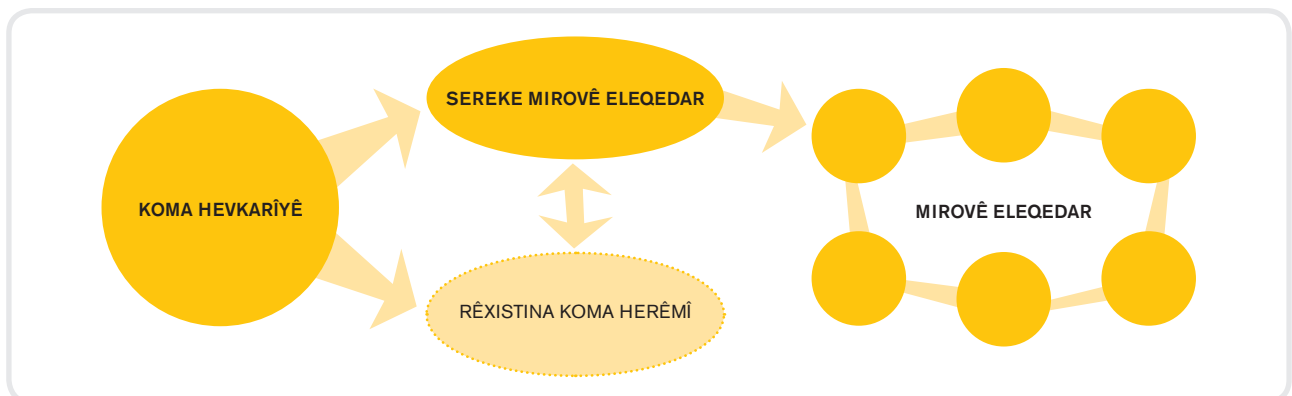 KOMA HEVKARÎYÊ
SEREKE MIROVÊ ELEQEDAR
RÊXISTINA KOMA HERÊMÎ
MIROVÊ ELEQEDAR